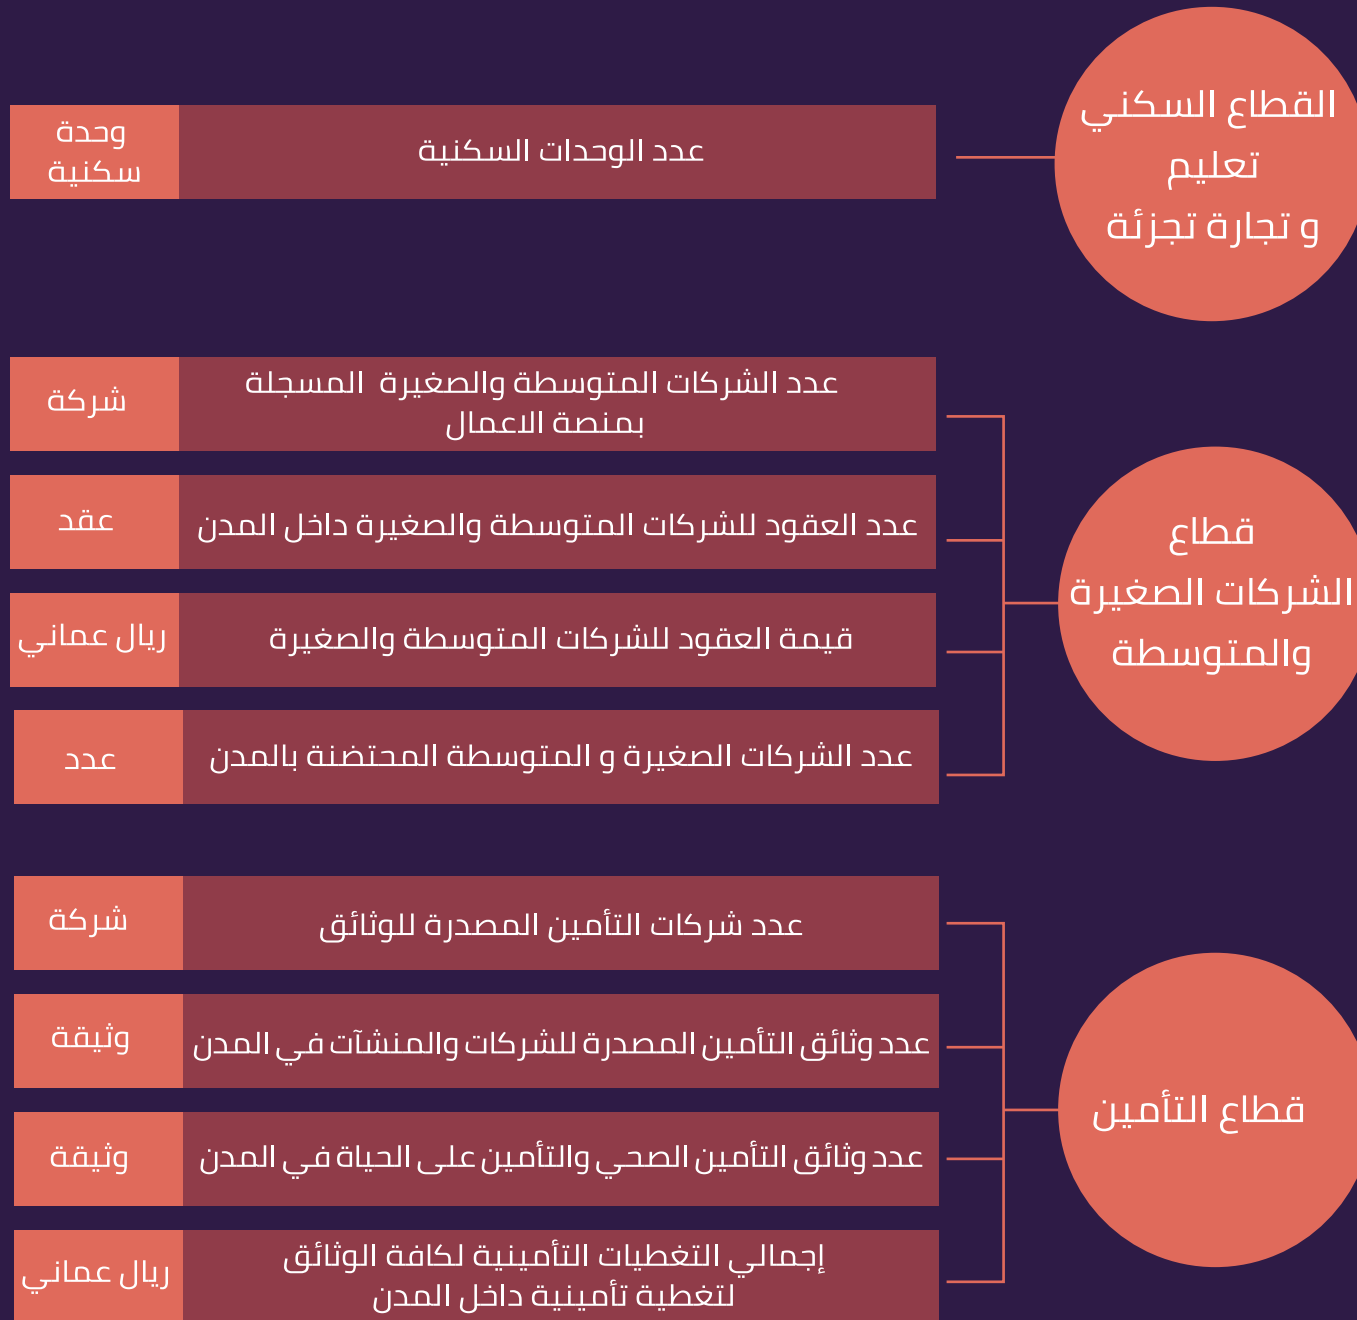 القطاع السكني
تعليم
و تجارة تجزئة
عدد الوحدات السكنية
وحدة
سكنية
قطاع
الشركات الصغيرة
والمتوسطة
عدد الشركات المتوسطة والصغيرة المسجلة
بمنصة الاعمال
شركة
عدد العقود للشركات المتوسطة والصغيرة داخل المدن
عقد
قيمة العقود للشركات المتوسطة والصغيرة
ريال عماني
عدد الشركات الصغيرة و المتوسطة المحتضنة بالمدن
عدد
قطاع التأمين
عدد شركات التأمين المصدرة للوثائق
شركة
عدد وثائق التأمين المصدرة للشركات والمنشآت في المدن
وثيقة
عدد وثائق التأمين الصحي والتأمين على الحياة في المدن
وثيقة
إجمالي التغطيات التأمينية لكافة الوثائق
لتغطية تأمينية داخل المدن
ريال عماني